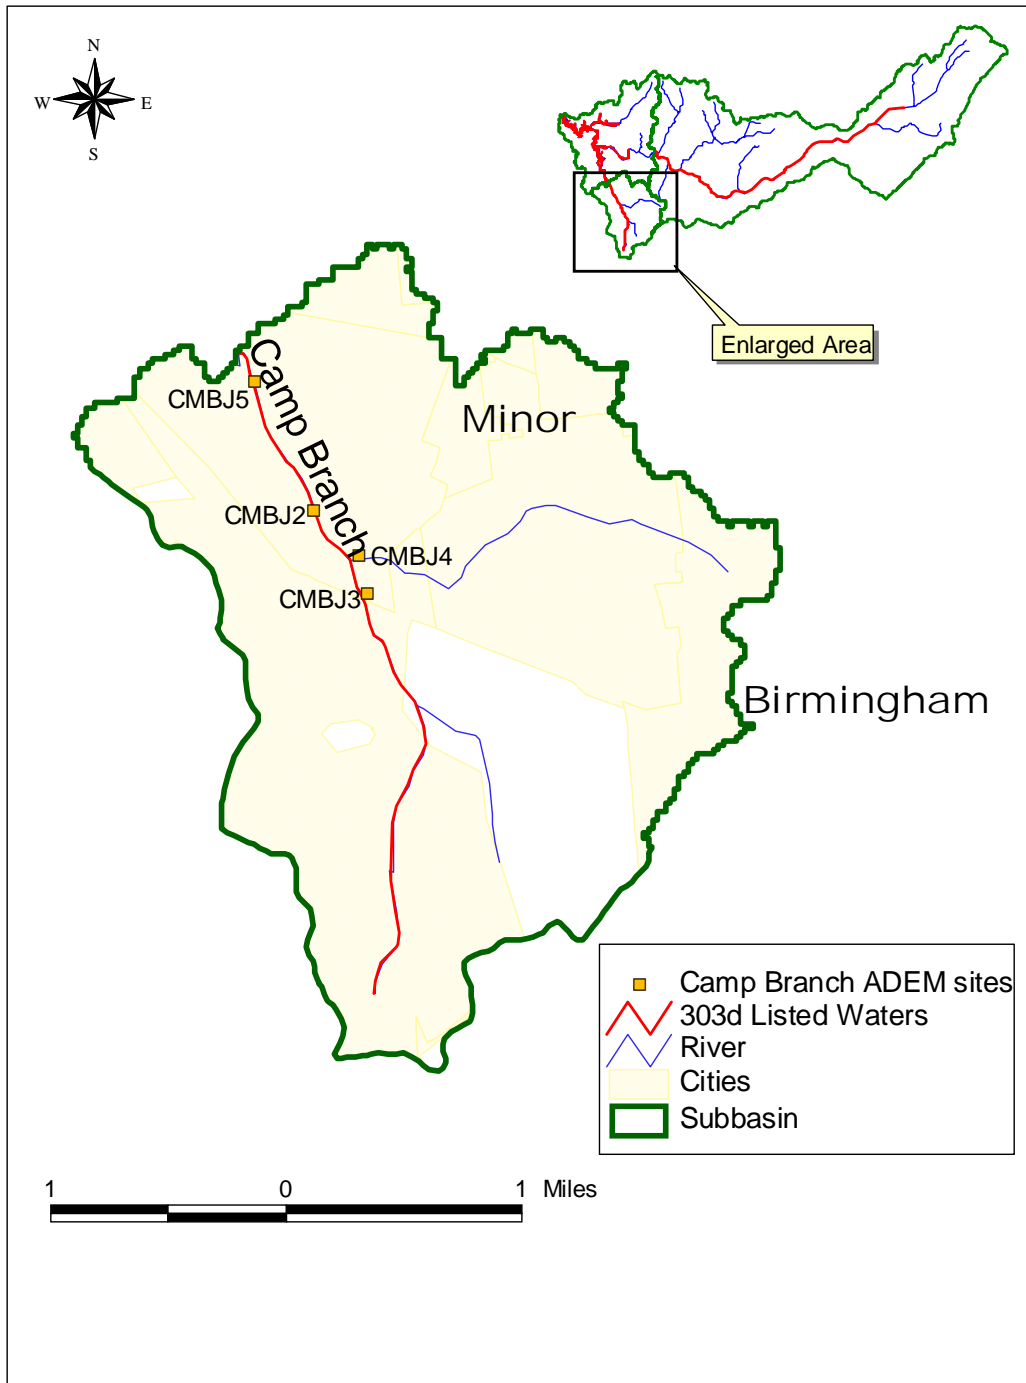 N
W E
S
Enlarged Area
Camp Branch
CMBJ5
Minor
CMBJ2
CMBJ4
CMBJ3
Birmingham
Camp Branch ADEM sites
303d Listed Waters
River
Cities
Subbasin
1 0 1 Miles